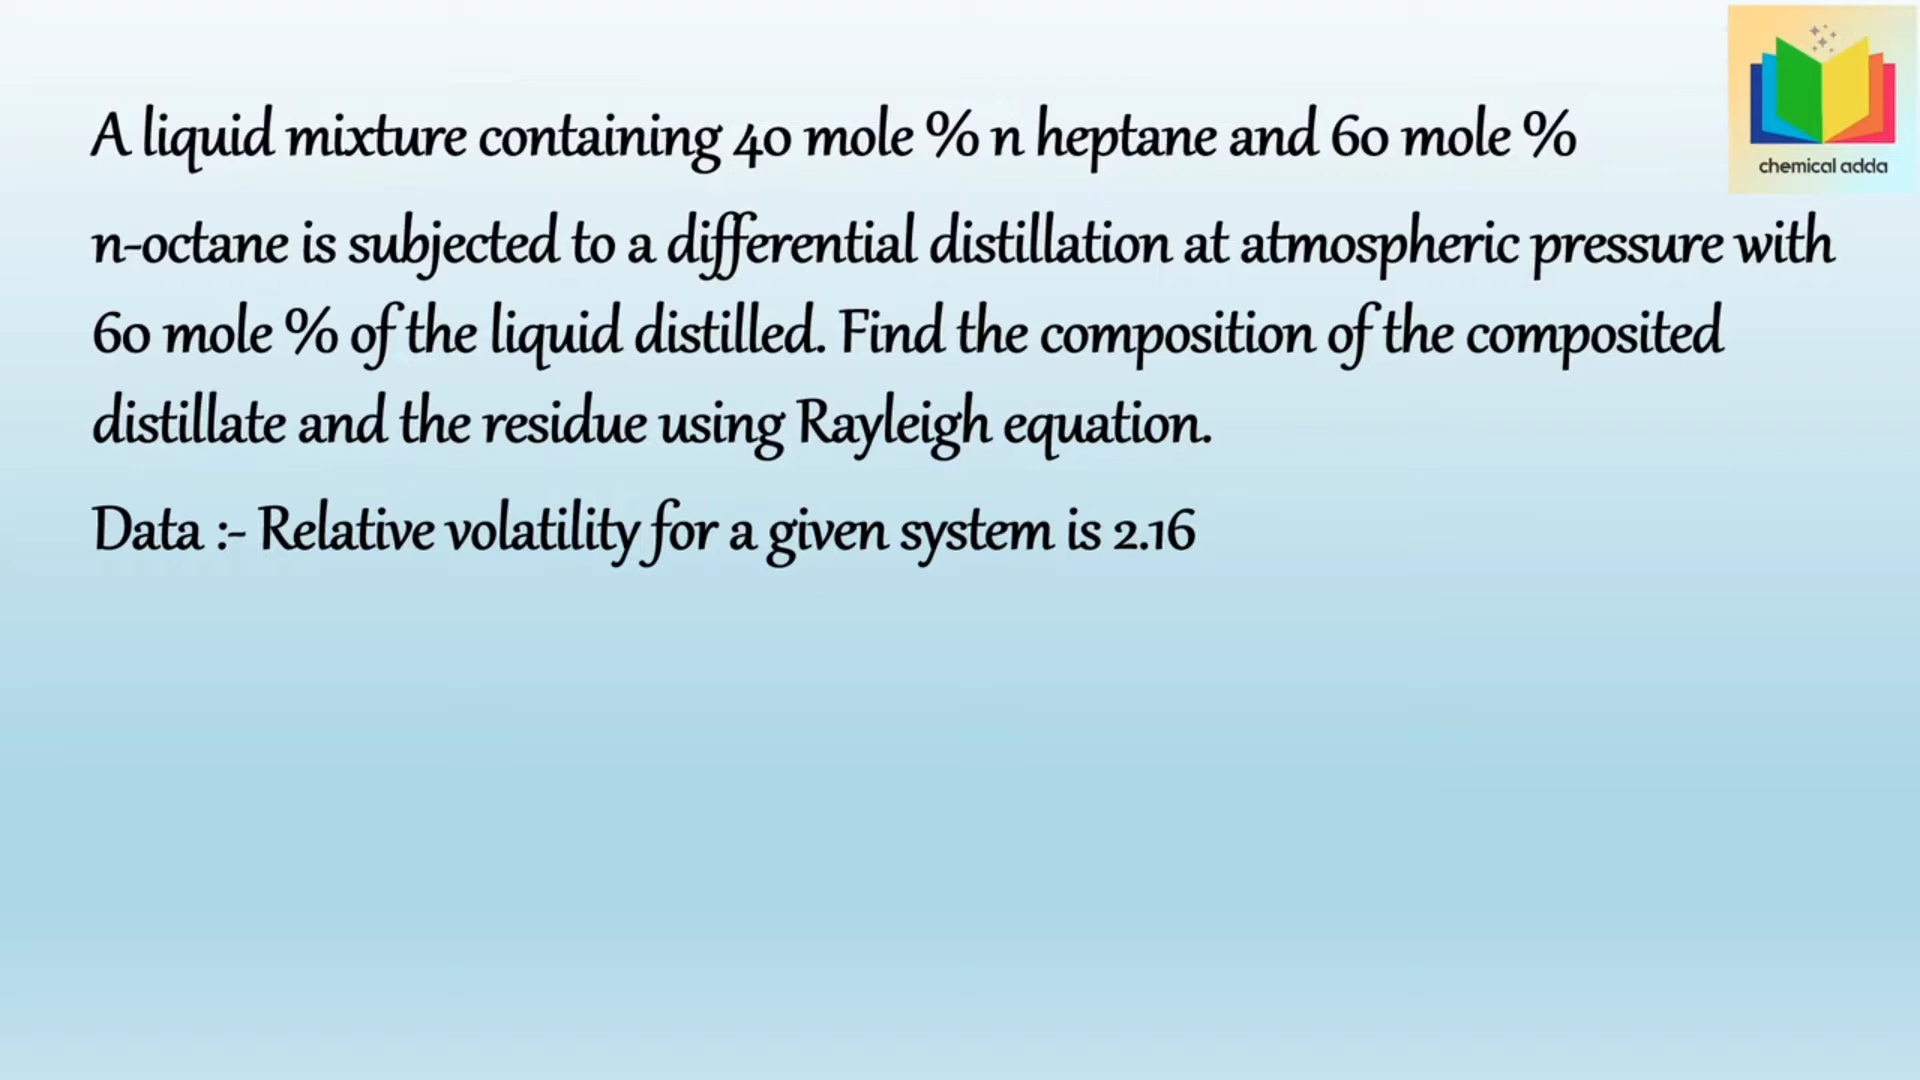 chemical adda
A liquid mixture containing 40 mole % n heptane and 60 mole %
n-octane is subjected to a differential distillation at atmospheric pressure with
60 mole % of the liquid distilled. Find the composition of the composited
distillate and the residue using Rayleigh equation.
Data :- Relative volatility for a given system is 2.16